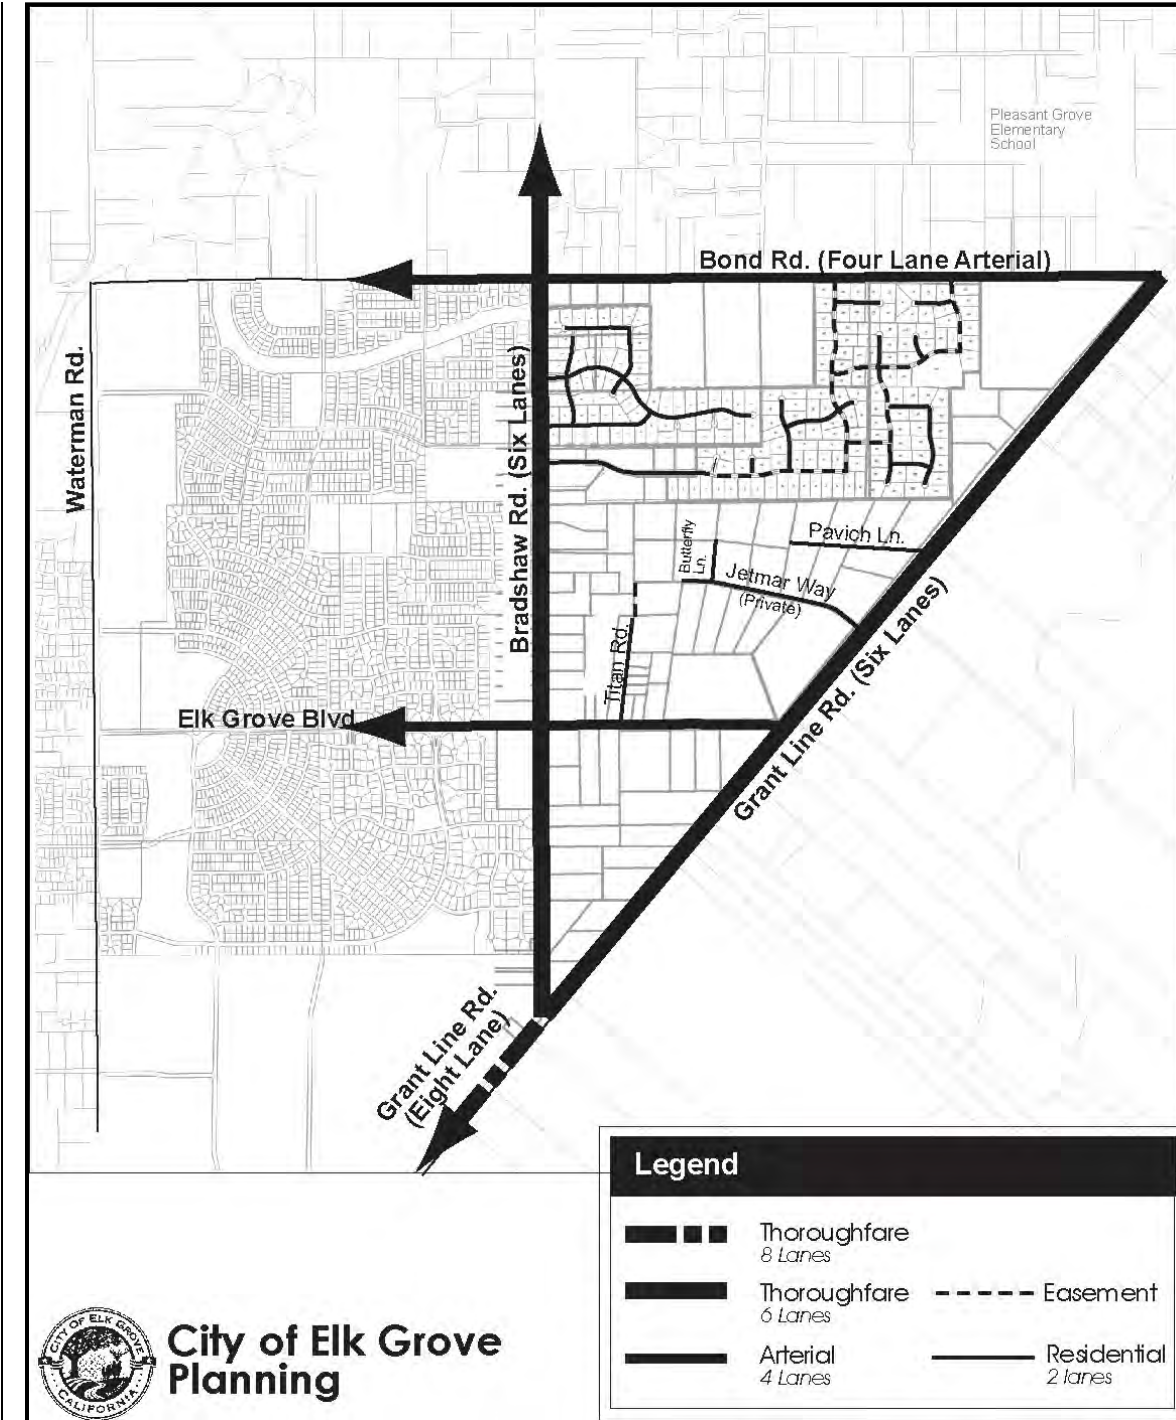 Pleasant Grove
Elementary
School
Bond Rd. (Four Lane Arterial)
Waterman Rd.
Bradshaw Rd. (Six Lanes)
Butterfly
Ln.
Pavich Ln.
Jetmar Way
(Private)
Titan Rd.
Elk Grove Blvd.
Grant Line Rd. (Six Lanes)
Grant Line Rd.
(Eight Lane)
Legend
Thoroughfare
8 Lanes
Thoroughfare
6 Lanes
Easement
Arterial
4 Lanes
Residential
2 lanes
CITY OF ELK GROVE
CALIFORNIA
City of Elk Grove
Planning